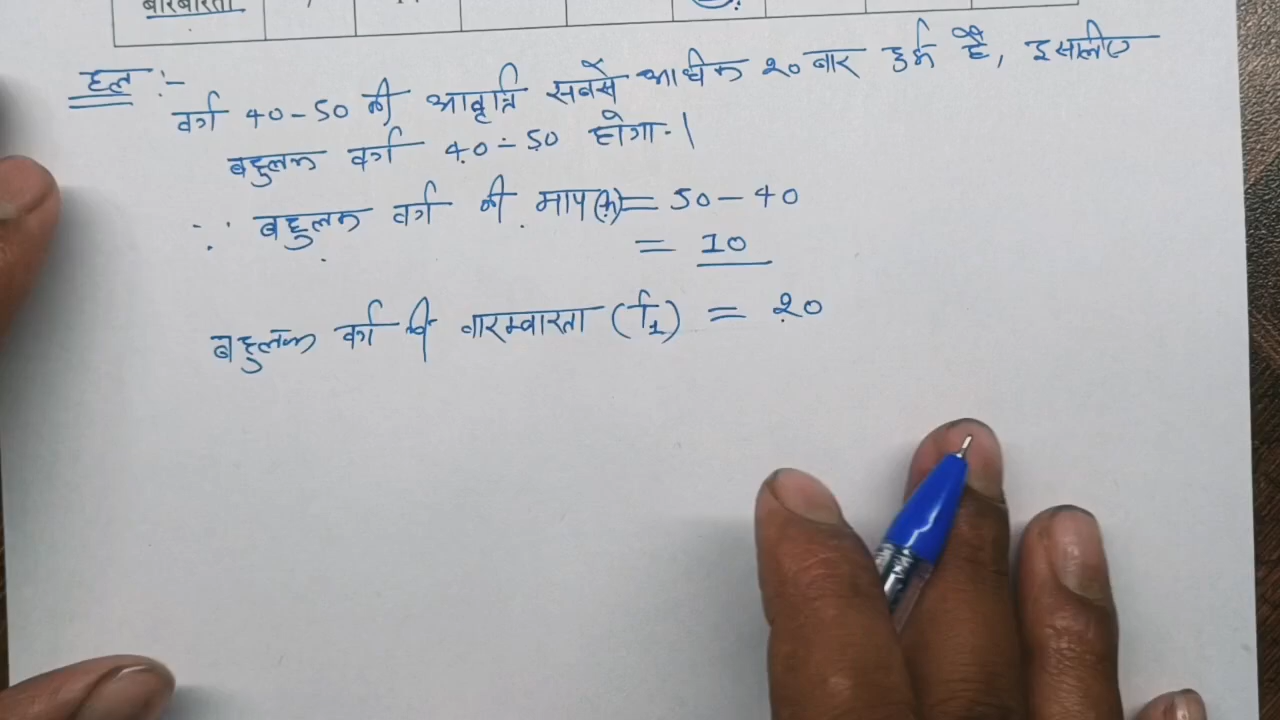 बारंबारता
हल :-
वर्ग 40-50 की आवृत्ति सबसे अधिक 20 बार हुई है, इसलिए
बहुलक वर्ग 40-50 होगा।
∵ बहुलक वर्ग की माप(h) = 50 - 40
= 10
बहुलक वर्ग की बारम्बारता (f₁) = 20